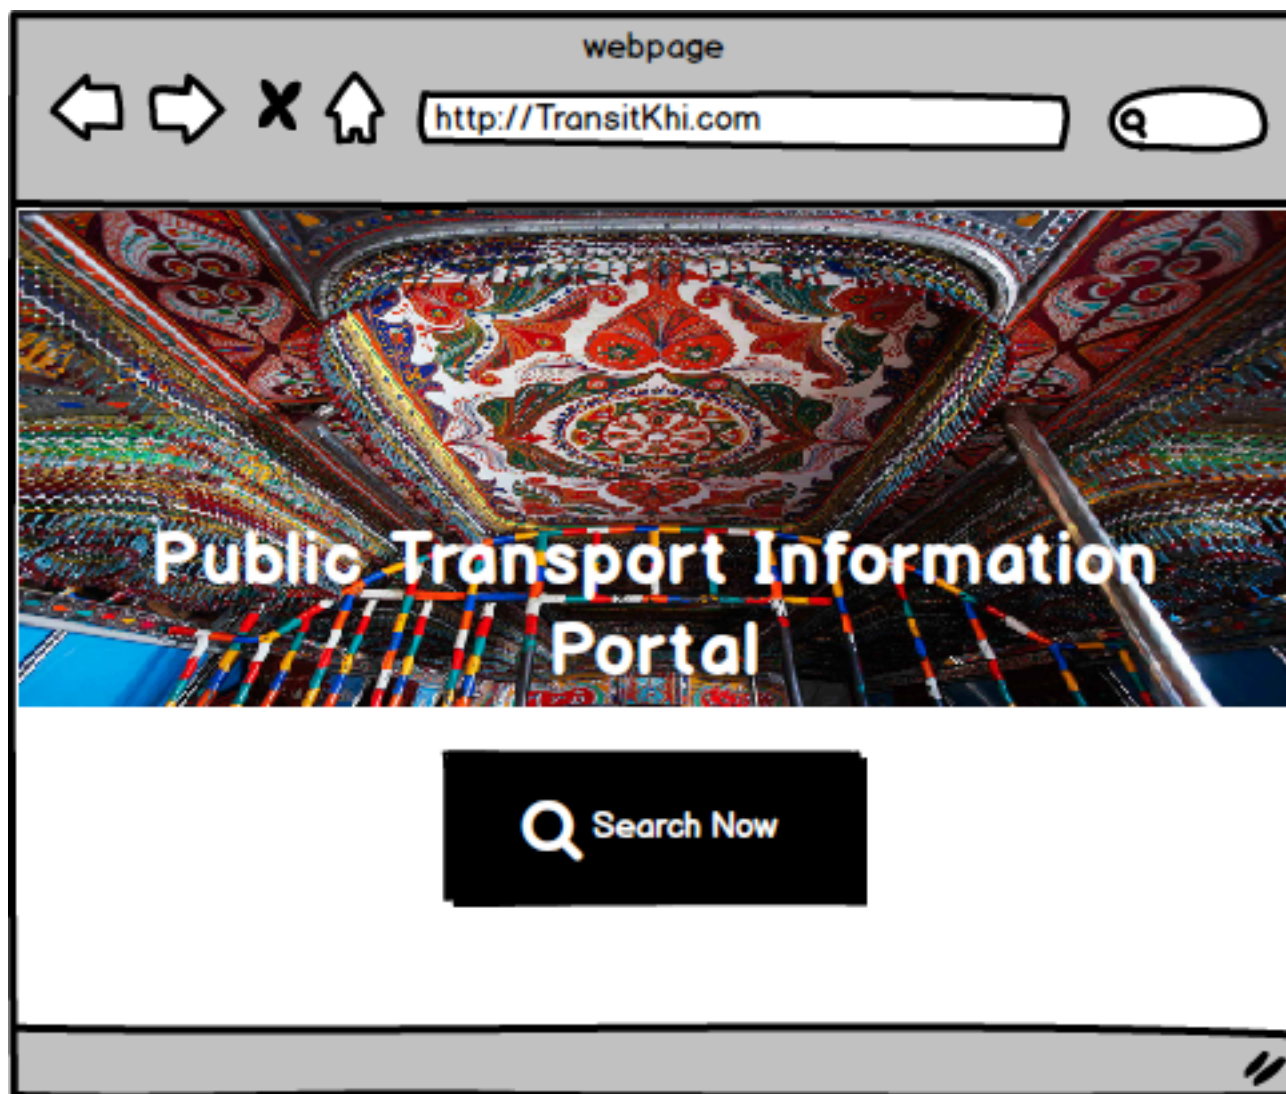 webpage
http://TransitKhi.com
Public Transport Information
Portal
Search Now